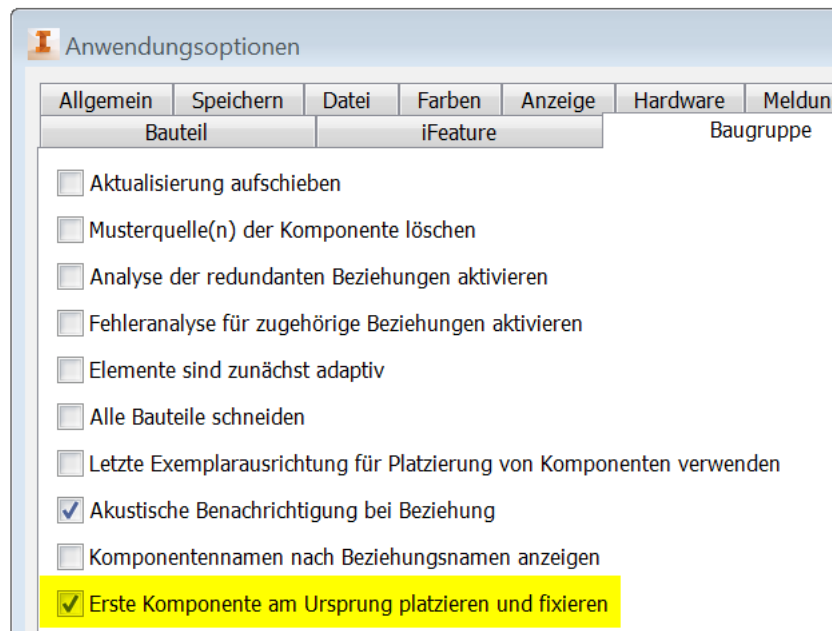 Anwendungsoptionen
Allgemein Speichern Datei Farben Anzeige Hardware Meldun
Bauteil iFeature Baugruppe
Aktualisierung aufschieben
Musterquelle(n) der Komponente löschen
Analyse der redundanten Beziehungen aktivieren
Fehleranalyse für zugehörige Beziehungen aktivieren
Elemente sind zunächst adaptiv
Alle Bauteile schneiden
Letzte Exemplarausrichtung für Platzierung von Komponenten verwenden
Akustische Benachrichtigung bei Beziehung
Komponentennamen nach Beziehungsnamen anzeigen
Erste Komponente am Ursprung platzieren und fixieren